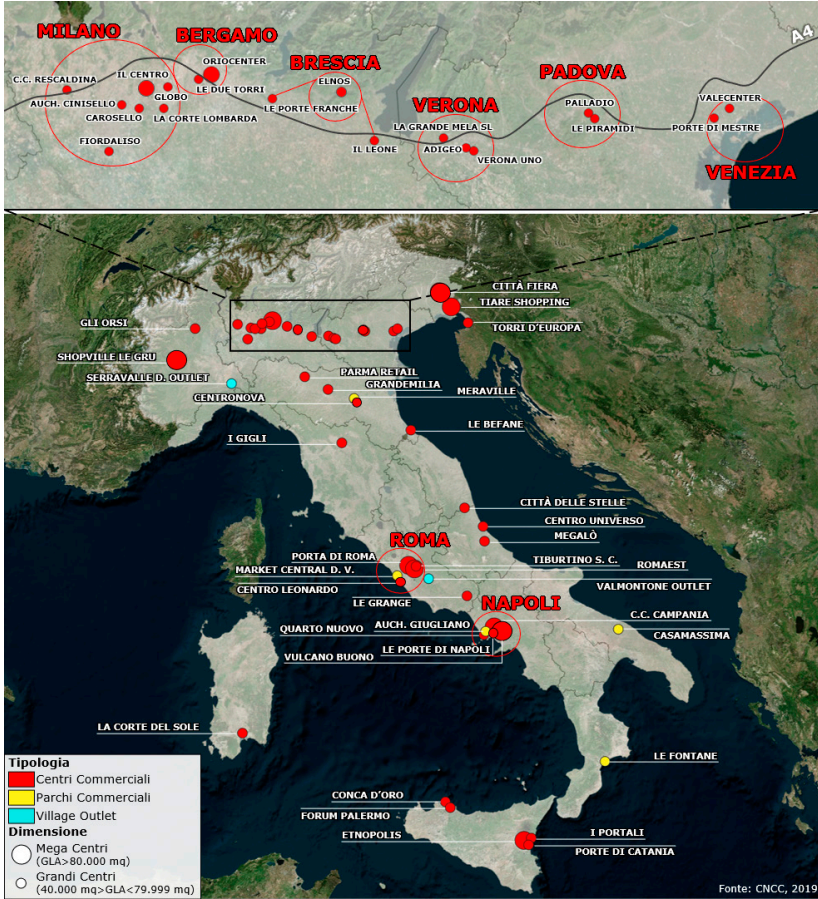 MILANO
BERGAMO
A4
ORIOCENTER
BRESCIA
IL CENTRO
C.C. RESCALDINA
ELNOS
PADOVA
GLOBO
LE DUE TORRI
VALECENTER
AUCH. CINISELLO
LE PORTE FRANCHE
VERONA
PALLADIO
CAROSELLO
LA CORTE LOMBARDA
LA GRANDE MELA SL
LE PIRAMIDI
PORTE DI MESTRE
FIORDALISO
IL LEONE
ADIGEO
VERONA UNO
VENEZIA
CITTÀ FIERA
TIARE SHOPPING
GLI ORSI
TORRI D'EUROPA
SHOPVILLE LE GRU
PARMA RETAIL
SERRAVALLE D. OUTLET
GRANDEMILIA
MERAVILLE
CENTRONOVA
LE BEFANE
I GIGLI
CITTÀ DELLE STELLE
CENTRO UNIVERSO
MEGALÒ
ROMA
PORTA DI ROMA
TIBURTINO S. C.
ROMAEST
MARKET CENTRAL D. V.
VALMONTONE OUTLET
CENTRO LEONARDO
LE GRANGE
NAPOLI
C.C. CAMPANIA
QUARTO NUOVO
AUCH. GIUGLIANO
CASAMASSIMA
LE PORTE DI NAPOLI
VULCANO BUONO
LA CORTE DEL SOLE
LE FONTANE
Tipologia
Centri Commerciali
Parchi Commerciali
Village Outlet
Dimensione
Mega Centri
(GLA>80.000 mq)
Grandi Centri
(40.000 mq>GLA<79.999 mq)
CONCA D'ORO
FORUM PALERMO
ETNOPOLIS
I PORTALI
PORTE DI CATANIA
Fonte: CNCC, 2019